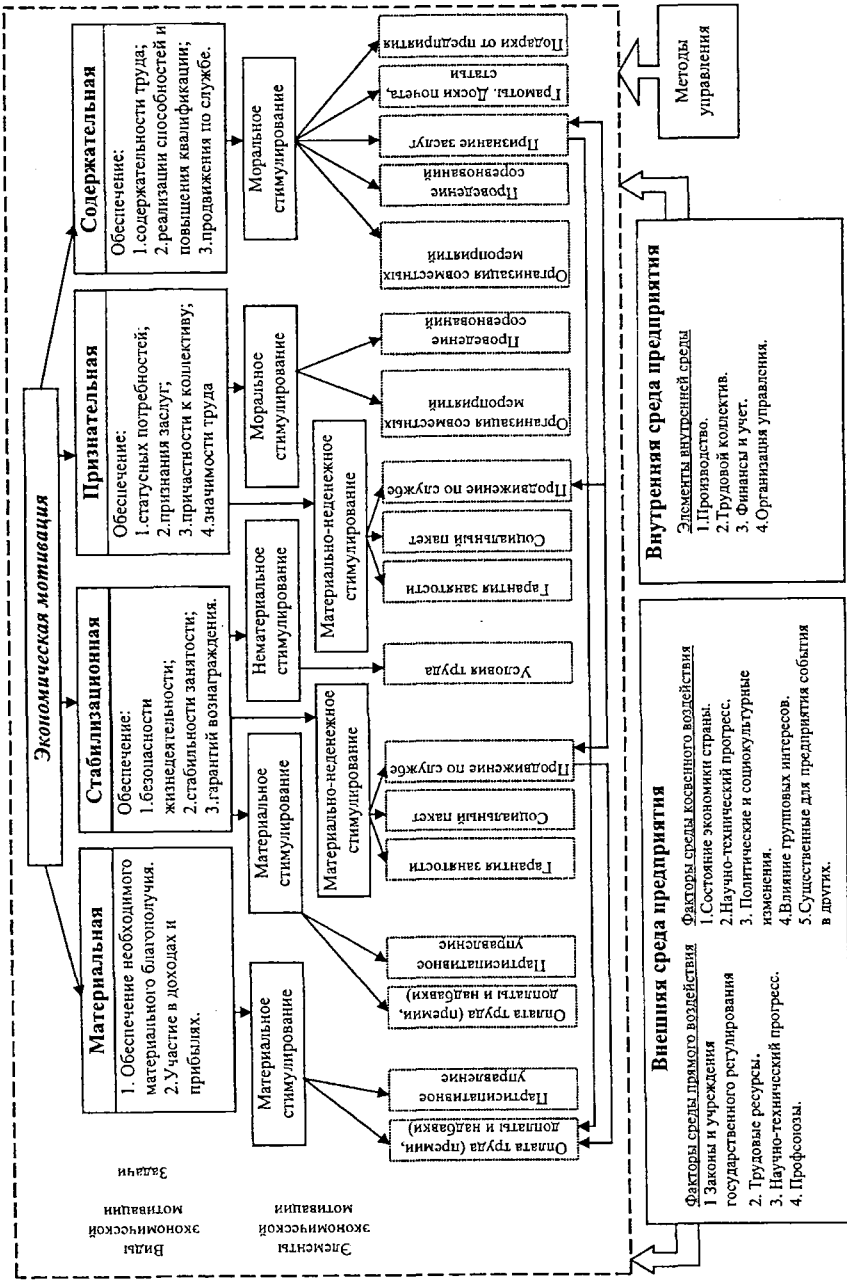 Экономическая мотивация
Виды
экономической
мотивации
Задачи
Элементы
экономической
мотивации
Материальная
1. Обеспечение необходимого
материального благополучия.
2.Участие в доходах и
прибылях.
Стабилизационная
Обеспечение:
1.безопасности
жизнедеятельности;
2.стабильности занятости;
3.гарантий вознаграждения.
Признательная
Обеспечение:
1.статусных потребностей;
2.признания заслуг;
3.причастности к коллективу;
4.значимости труда
Содержательная
Обеспечение:
1.содержательности труда;
2.реализации способностей и
повышения квалификации;
3.продвижения по службе.
Материальное
стимулирование
Материальное
стимулирование
Материально-неденежное
стимулирование
Нематериальное
стимулирование
Материально-неденежное
стимулирование
Моральное
стимулирование
Моральное
стимулирование
Оплата труда (премии,
доплаты и надбавки)
Партисипативное
управление
Оплата труда (премии,
доплаты и надбавки)
Партисипативное
управление
Гарантия занятости
Социальный пакет
Продвижение по службе
Условия труда
Гарантия занятости
Социальный пакет
Продвижение по службе
Организация совместных
мероприятий
Проведение
соревнований
Организация совместных
мероприятий
Проведение
соревнований
Признание заслуг
Грамоты. Доски почета,
статьи
Подарки от предприятия
Внешняя среда предприятия
Факторы среды прямого воздействия
1 Законы и учреждения
государственного регулирования
2. Трудовые ресурсы.
3. Научно-технический прогресс.
4. Профсоюзы.
Факторы среды косвенного воздействия
1.Состояние экономики страны.
2.Научно-технический прогресс.
3. Политические и социокультурные
изменения.
4.Влияние групповых интересов.
5.Существенные для предприятия события
в других.
Внутренняя среда предприятия
Элементы внутренней среды
1.Производство.
2.Трудовой коллектив.
3. Финансы и учет.
4.Организация управления.
Методы
управления